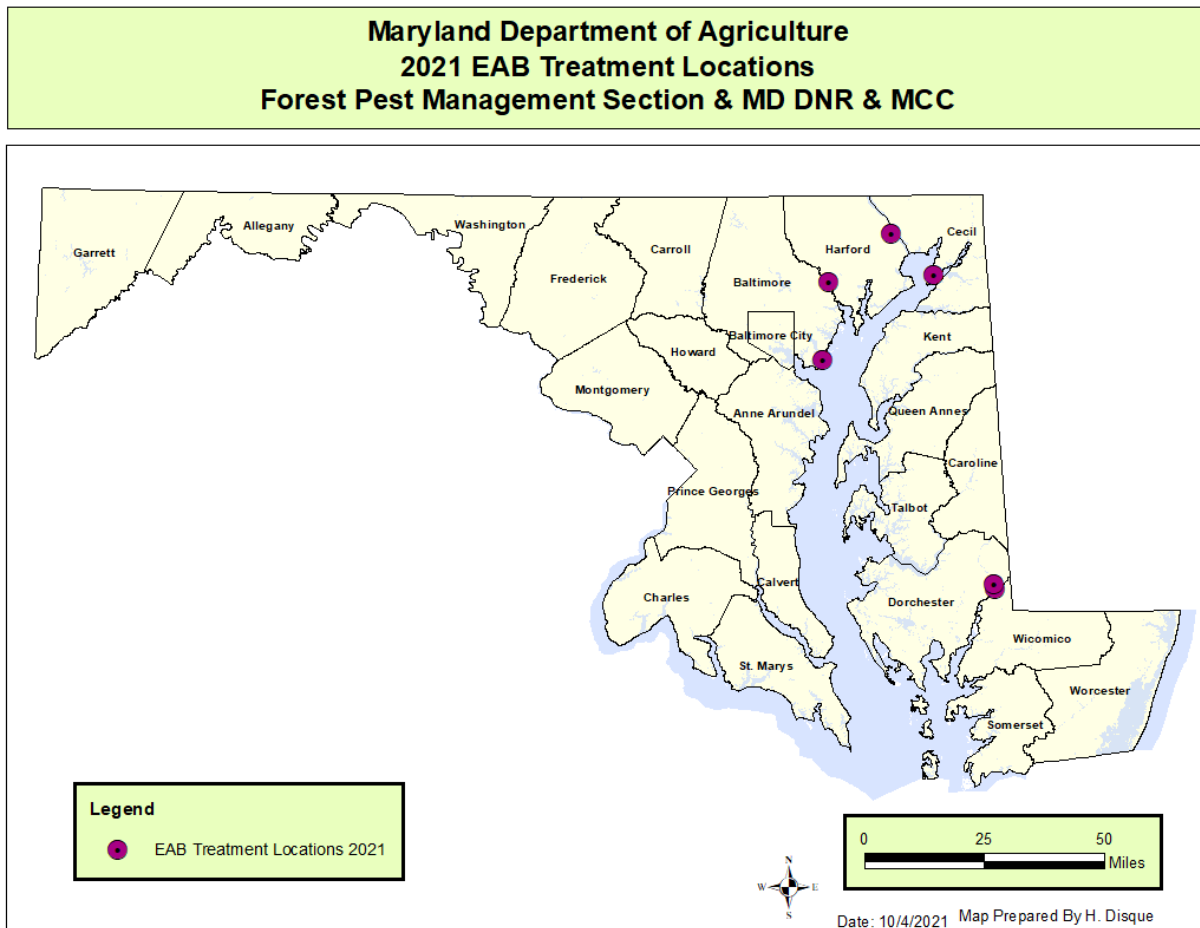 Maryland Department of Agriculture
2021 EAB Treatment Locations
Forest Pest Management Section & MD DNR & MCC
Garrett
Allegany
Washington
Frederick
Carroll
Baltimore
Harford
Cecil
Baltimore City
Howard
Montgomery
Kent
Anne Arundel
Queen Annes
Caroline
Prince Georges
Talbot
Calvert
Charles
Dorchester
St. Marys
Wicomico
Worcester
Somerset
Legend
EAB Treatment Locations 2021
N
W E
S
0 25 50
Miles
Date: 10/4/2021 Map Prepared By H. Disque